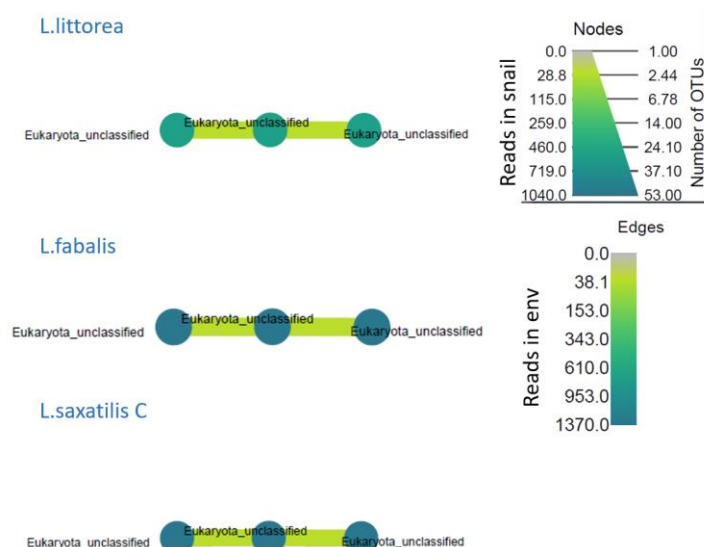 L.littorea
Eukaryota_unclassified
Eukaryota_unclassified
Eukaryota_unclassified
L.fabalis
Eukaryota_unclassified
Eukaryota_unclassified
Eukaryota_unclassified
L.saxatilis C
Eukaryota_unclassified
Eukaryota_unclassified
Eukaryota_unclassified
Nodes
0.0 1.00
28.8 2.44
115.0 6.78
259.0 14.00
460.0 24.10
719.0 37.10
1040.0 53.00
Reads in snail
Number of OTUs
Edges
0.0
38.1
153.0
343.0
610.0
953.0
1370.0
Reads in env